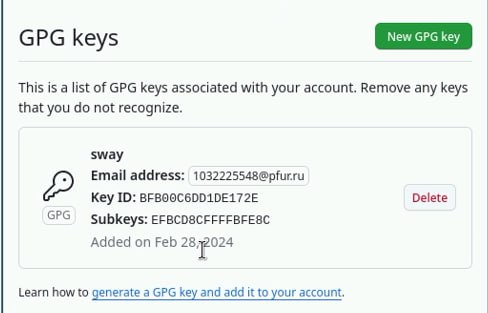 GPG keys
New GPG key
This is a list of GPG keys associated with your account. Remove any keys
that you do not recognize.
sway
Email address: 1032225548@pfur.ru
Key ID: BFB00C6DD1DE172E
GPG
Subkeys: EFBCD8CFFFFBFE8C
Delete
Added on Feb 28, 2024
Learn how to generate a GPG key and add it to your account.